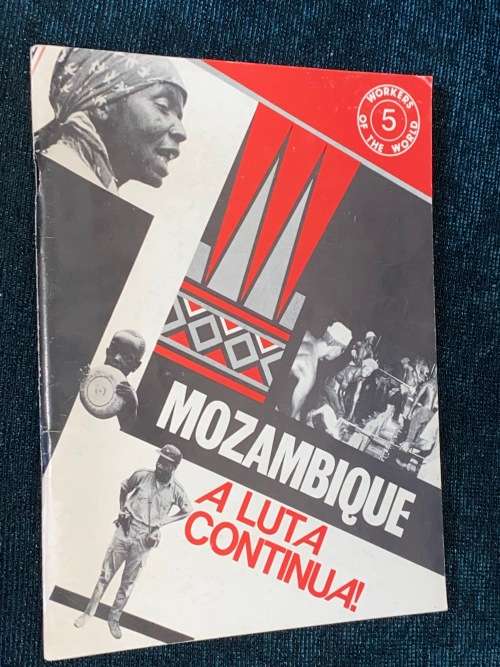 WORKERS
5
OF THE WORLD
MOZAMBIQUE
A LUTA
CONTINUA!